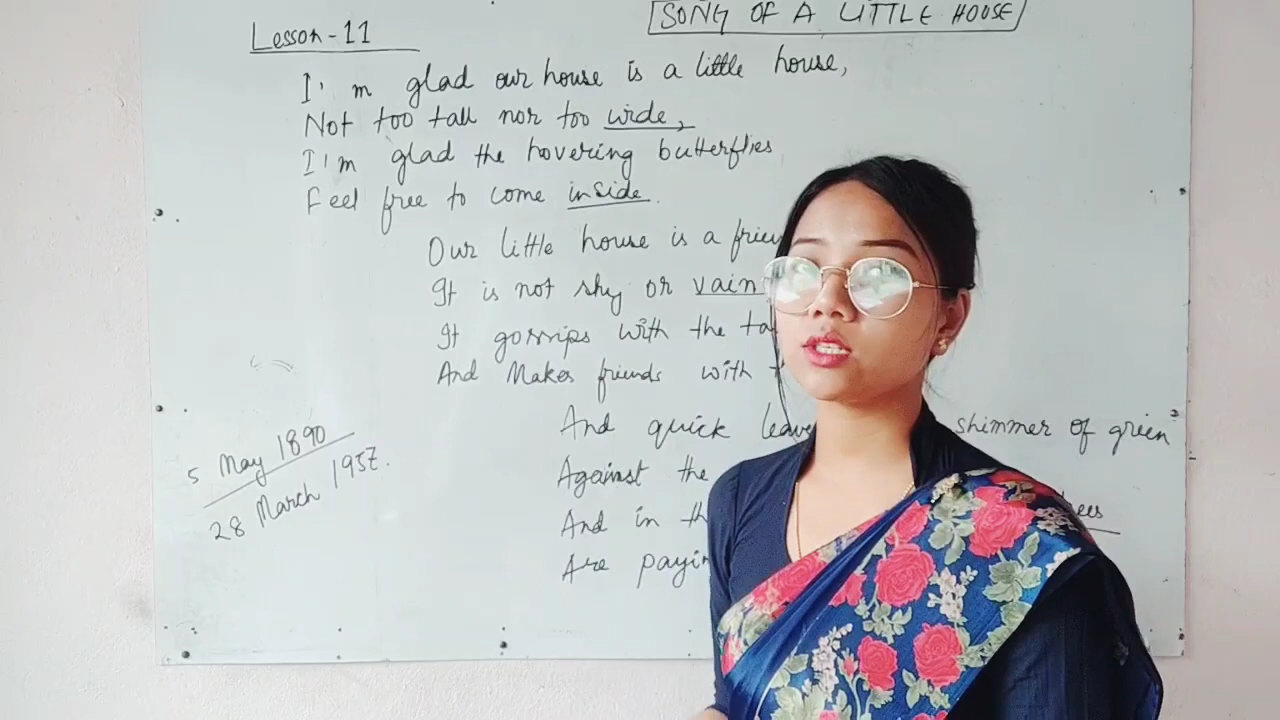 Lesson-11
SONG OF A LITTLE HOUSE
I'm glad our house is a little house,
Not too tall nor too wide,
I'm glad the hovering butterflies
Feel free to come inside.
Our little house is a
It is not shy or vain
It gossips with the
And Makes friends with
And quick shimmer of green
Against the
And in
Are
5 May 1890
28 March 1957.